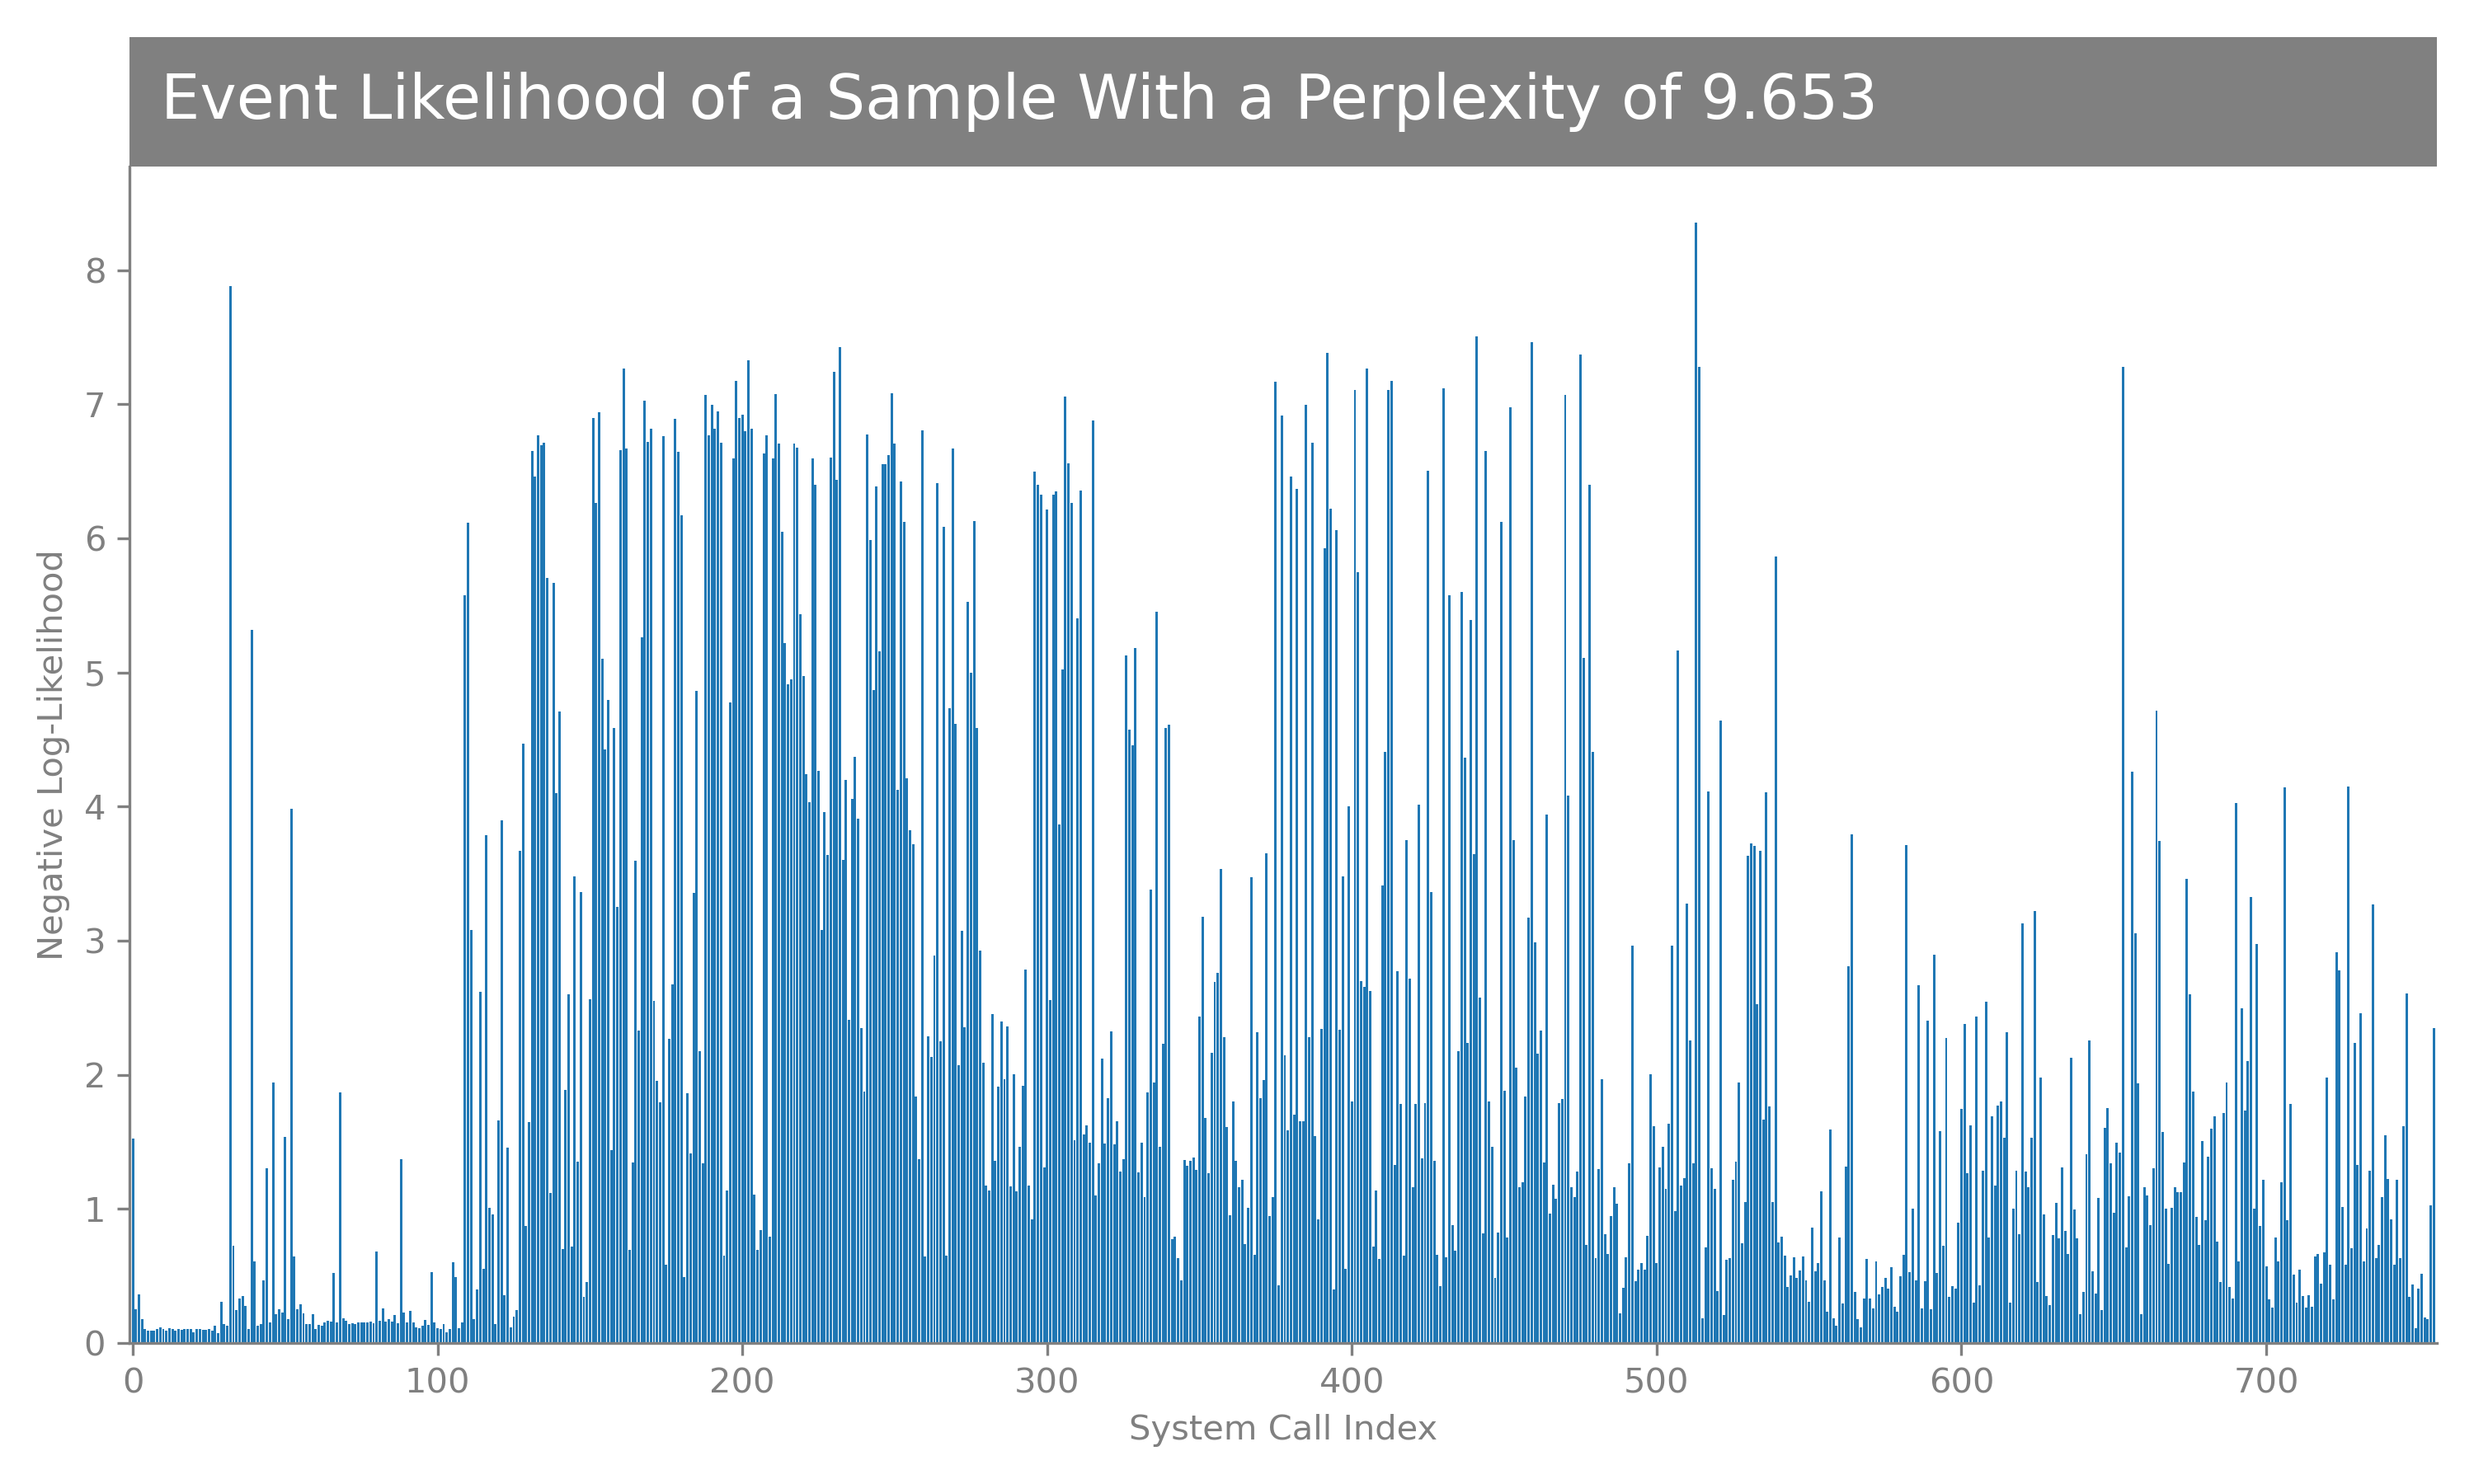 Event Likelihood of a Sample With a Perplexity of 9.653
Negative Log-Likelihood
8
7
6
5
4
3
2
1
0
0 100 200 300 400 500 600 700
System Call Index